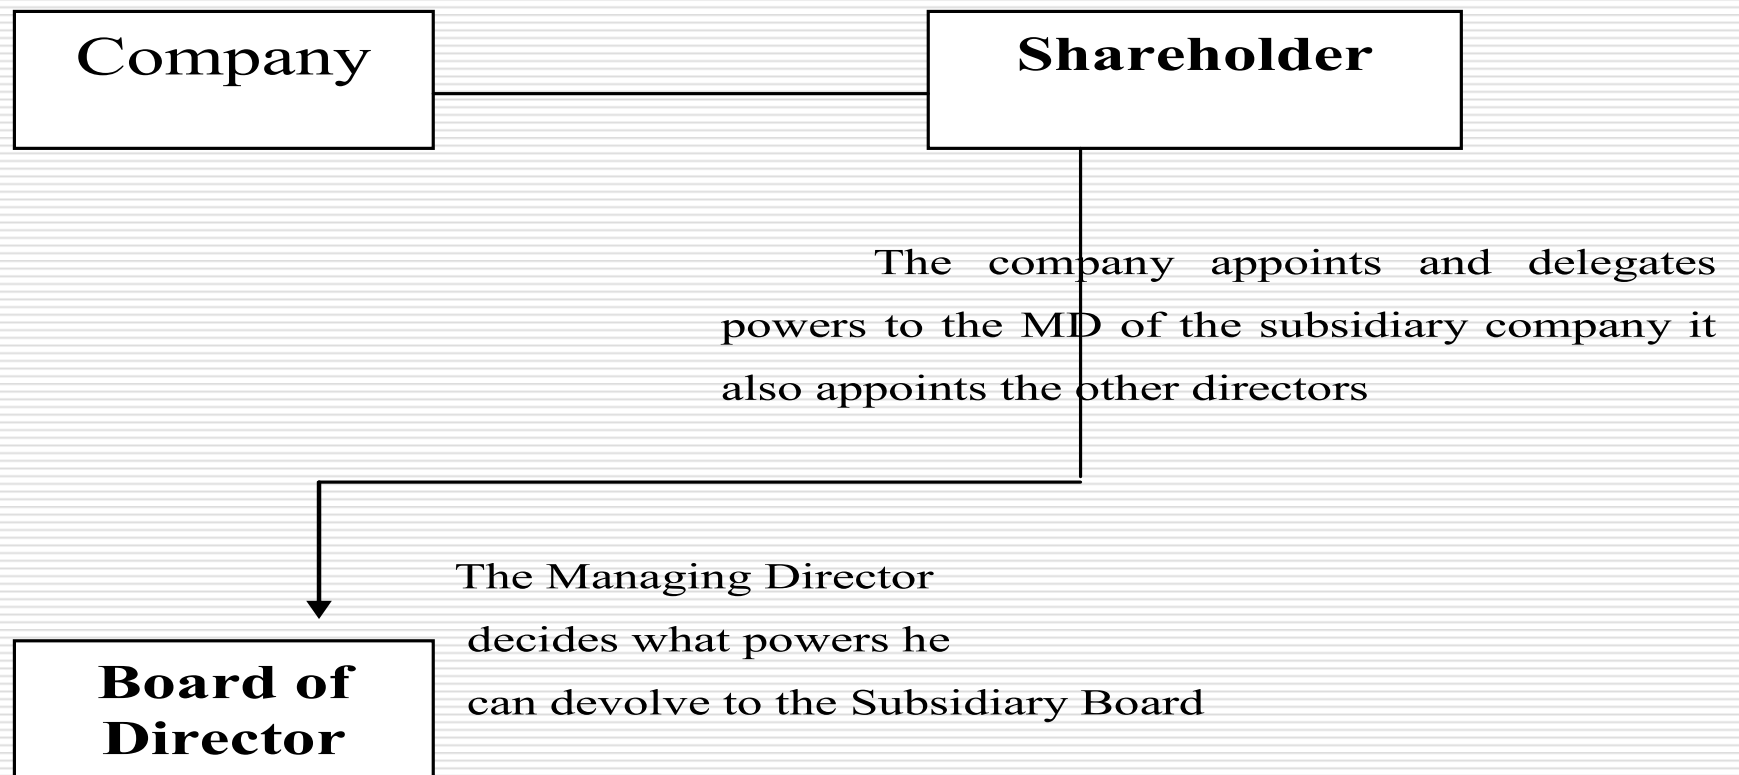 Company
Shareholder
The company appoints and delegates
powers to the MD of the subsidiary company it
also appoints the other directors
The Managing Director
decides what powers he
can devolve to the Subsidiary Board
Board of
Director